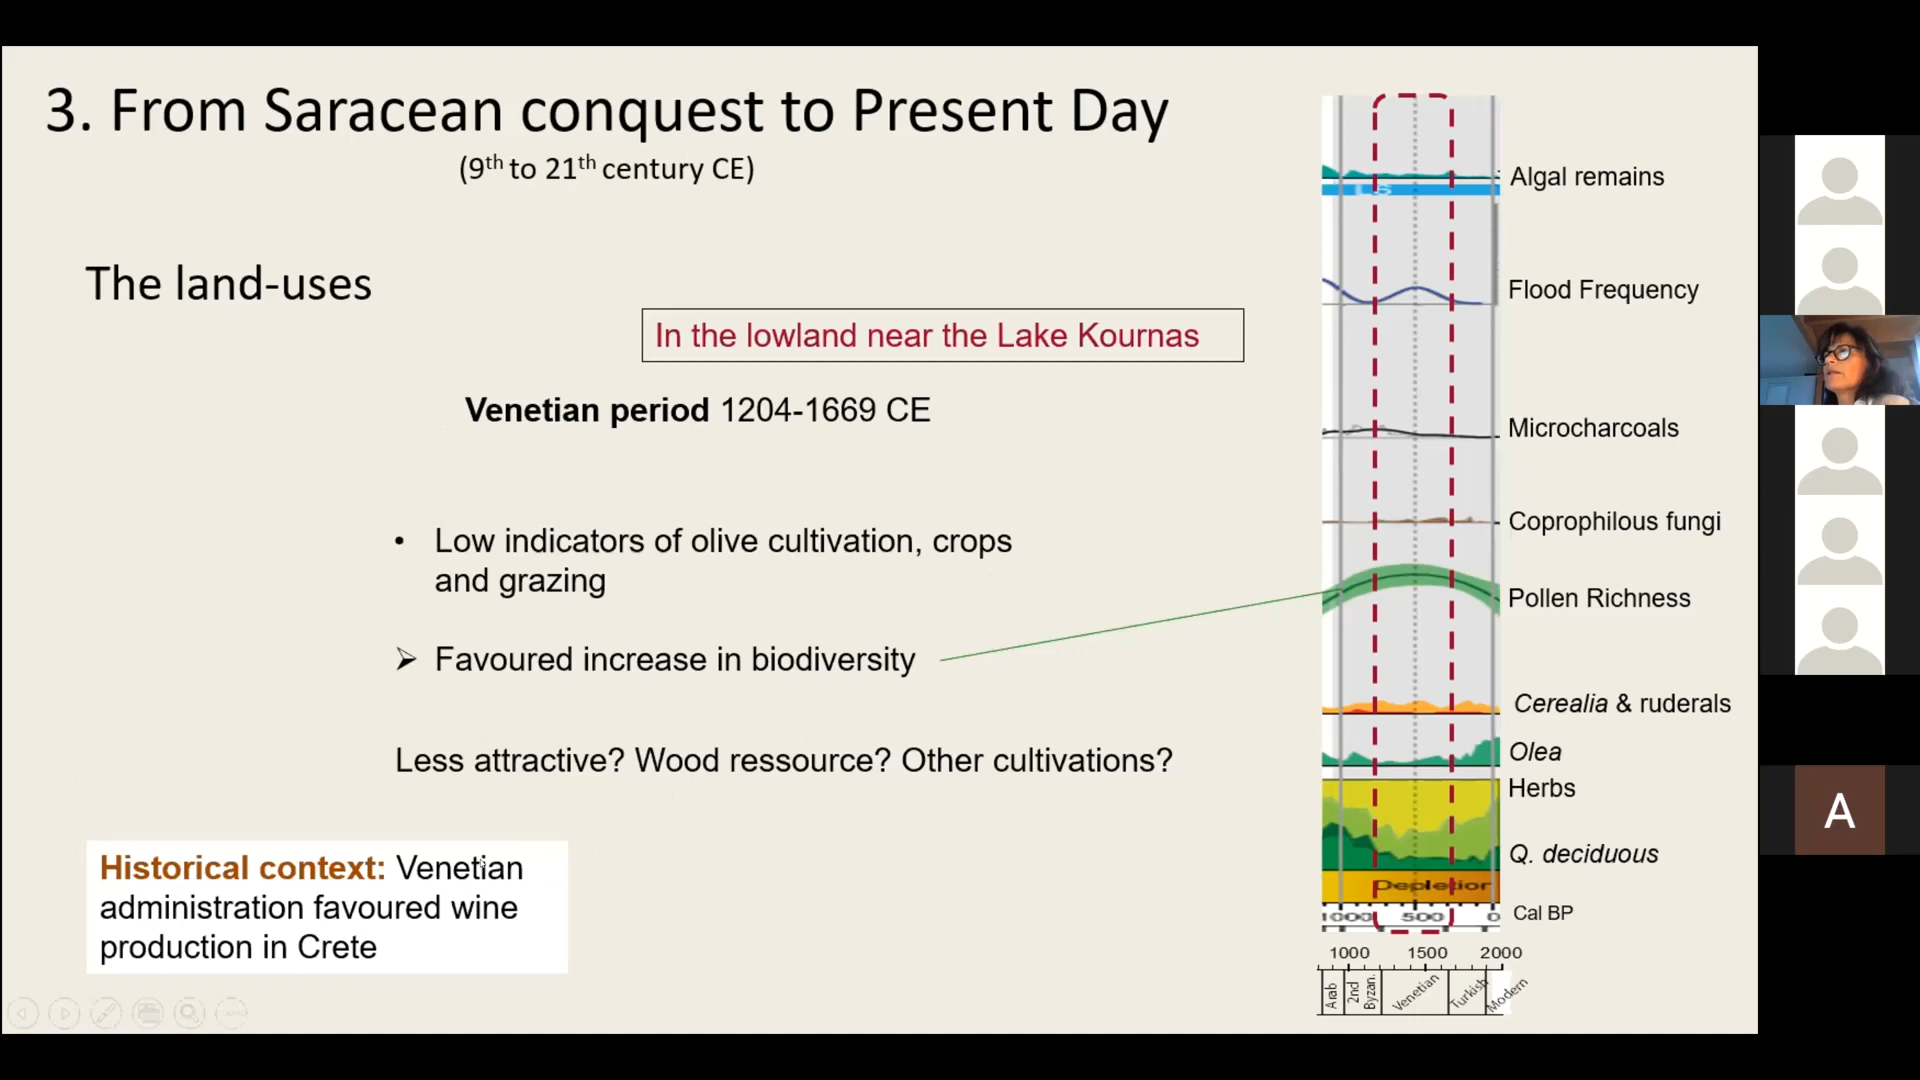 3. From Saracean conquest to Present Day
(9th to 21th century CE)
The land-uses
In the lowland near the Lake Kournas
Venetian period 1204-1669 CE
• Low indicators of olive cultivation, crops
and grazing
➢ Favoured increase in biodiversity
Less attractive? Wood ressource? Other cultivations?
Historical context: Venetian
administration favoured wine
production in Crete
Algal remains
LS
Flood Frequency
Microcharcoals
Coprophilous fungi
Pollen Richness
Cerealia & ruderals
Olea
Herbs
Q. deciduous
Depletion
1000 500 0 Cal BP
1000 1500 2000
Arab 2nd Byzan. Venetian Turkish Modern
A